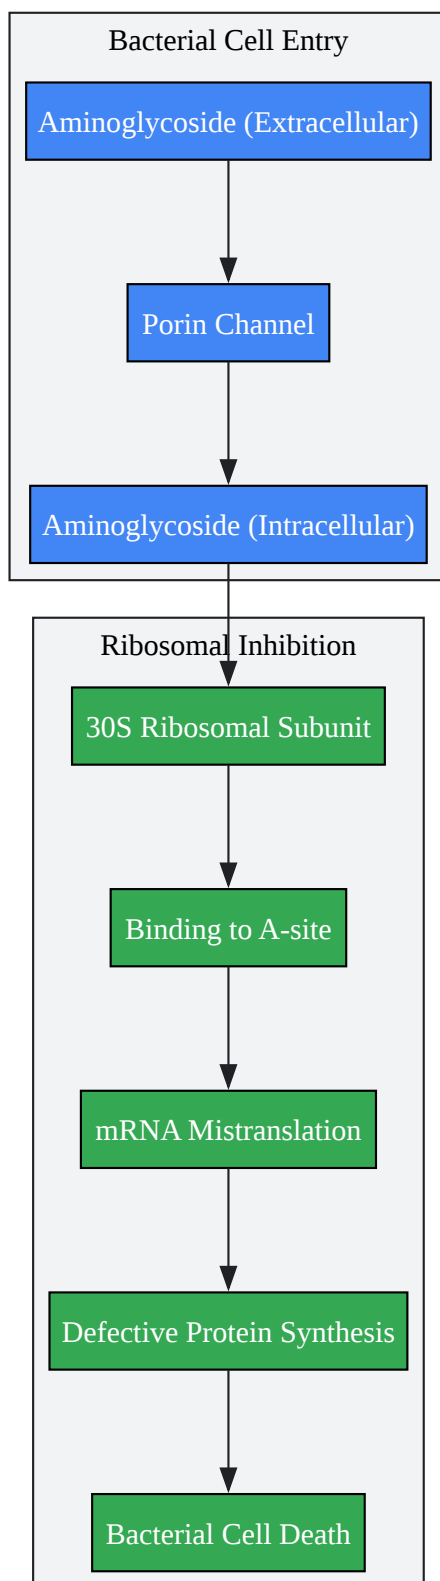 Bacterial Cell Entry
Aminoglycoside (Extracellular)
Porin Channel
Aminoglycoside (Intracellular)
Ribosomal Inhibition
30S Ribosomal Subunit
Binding to A-site
mRNA Mistranslation
Defective Protein Synthesis
Bacterial Cell Death